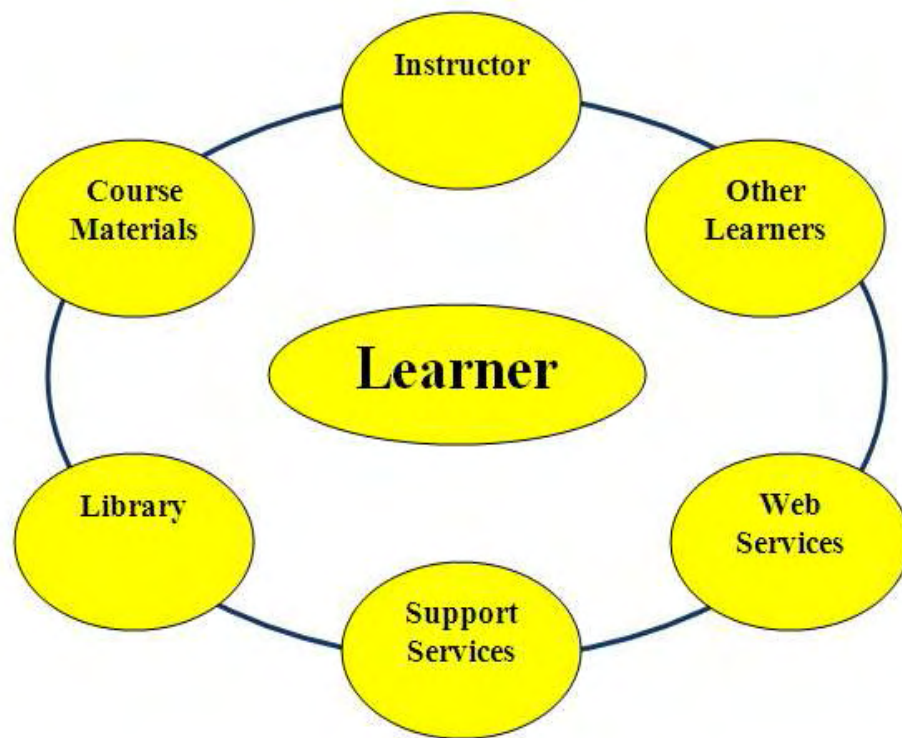 Instructor
Course
Materials
Other
Learners
Learner
Library
Web
Services
Support
Services